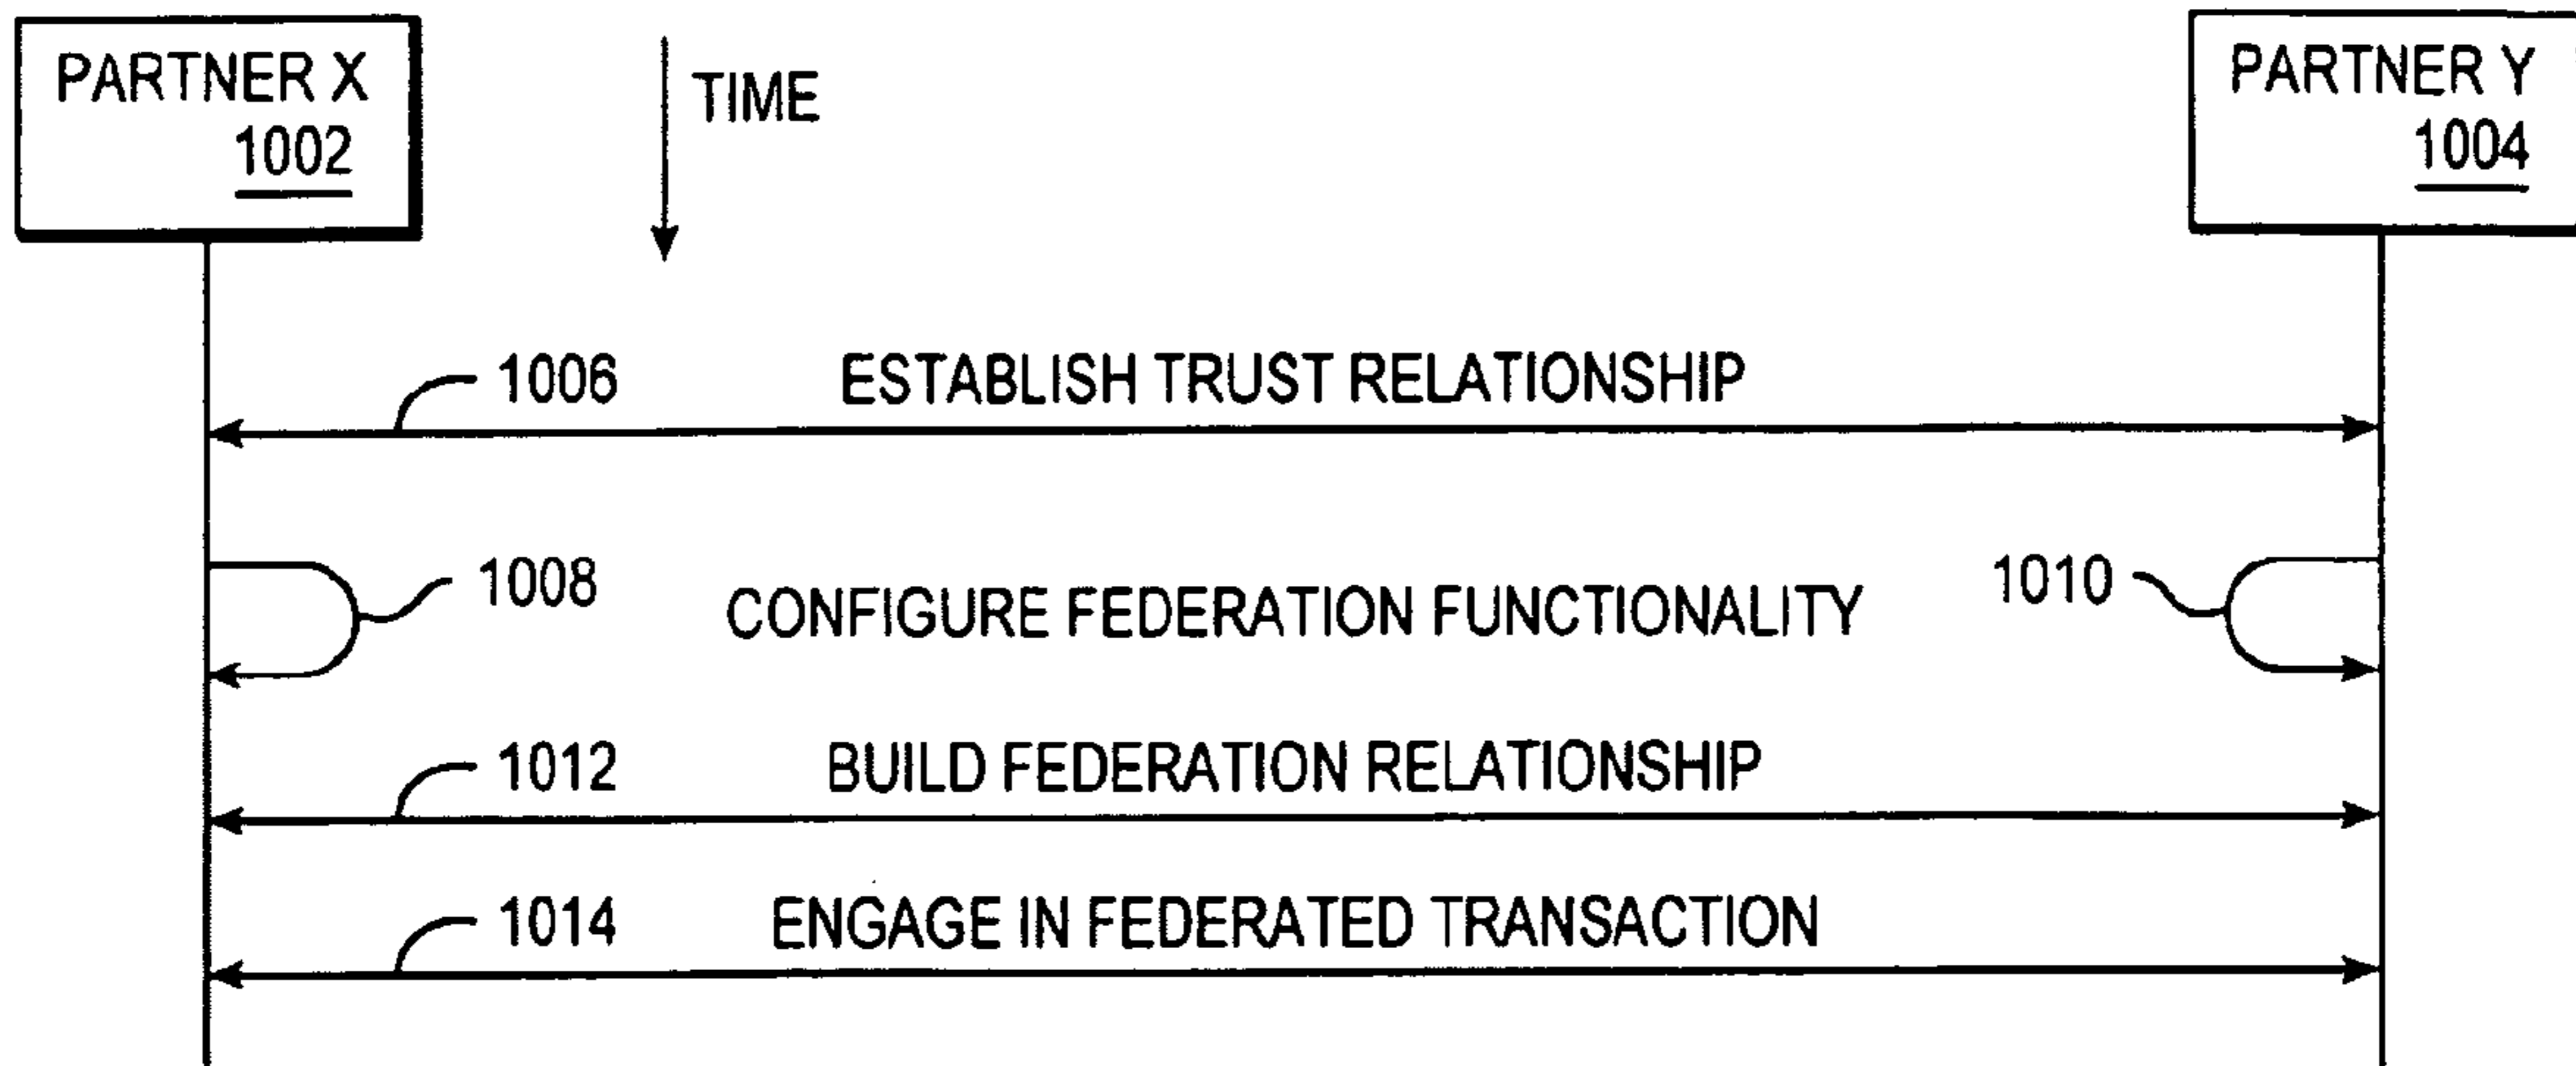 PARTNER X
1002
TIME
PARTNER Y
1004
1006
ESTABLISH TRUST RELATIONSHIP
1008
CONFIGURE FEDERATION FUNCTIONALITY
1010
1012
BUILD FEDERATION RELATIONSHIP
1014
ENGAGE IN FEDERATED TRANSACTION